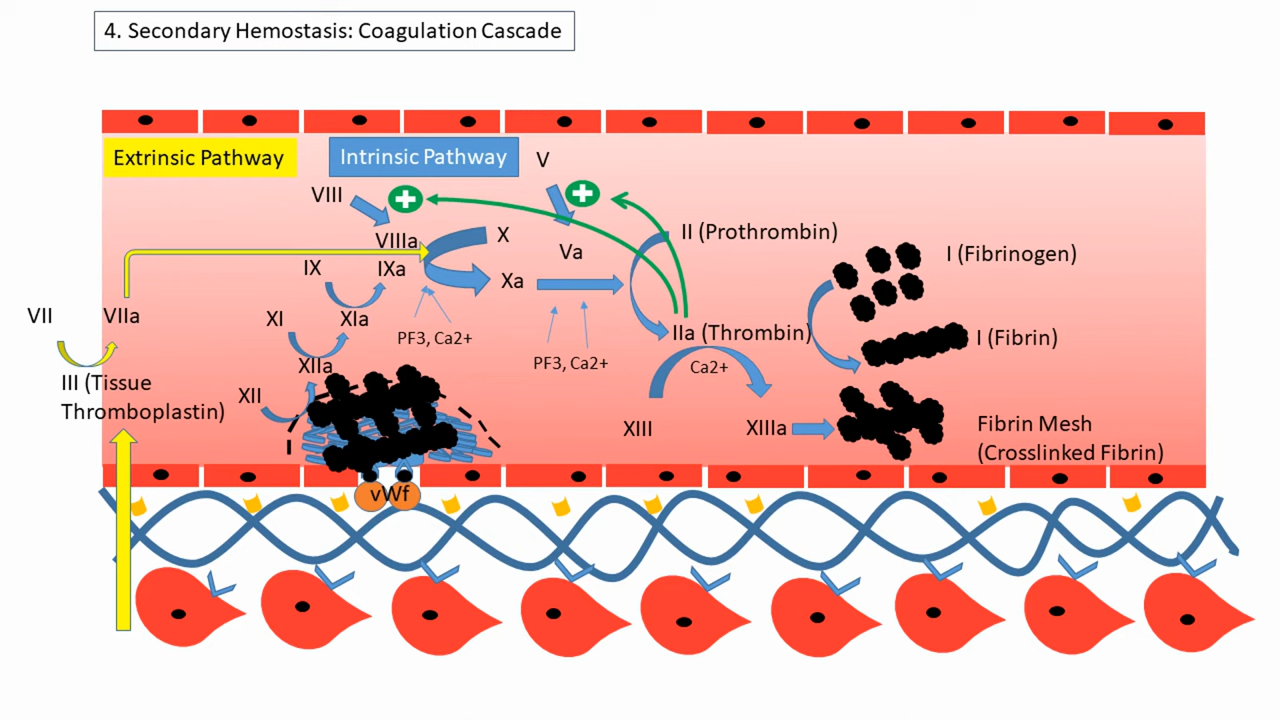 4. Secondary Hemostasis: Coagulation Cascade
Extrinsic Pathway
Intrinsic Pathway
V
VIII
VIIIa
X
II (Prothrombin)
Va
I (Fibrinogen)
IX
IXa
Xa
VII
VIIa
XI
XIa
PF3, Ca2+
IIa (Thrombin)
I (Fibrin)
PF3, Ca2+
Ca2+
XIIa
III (Tissue
Thromboplastin)
XII
XIII
XIIIa
Fibrin Mesh
(Crosslinked Fibrin)
vWf